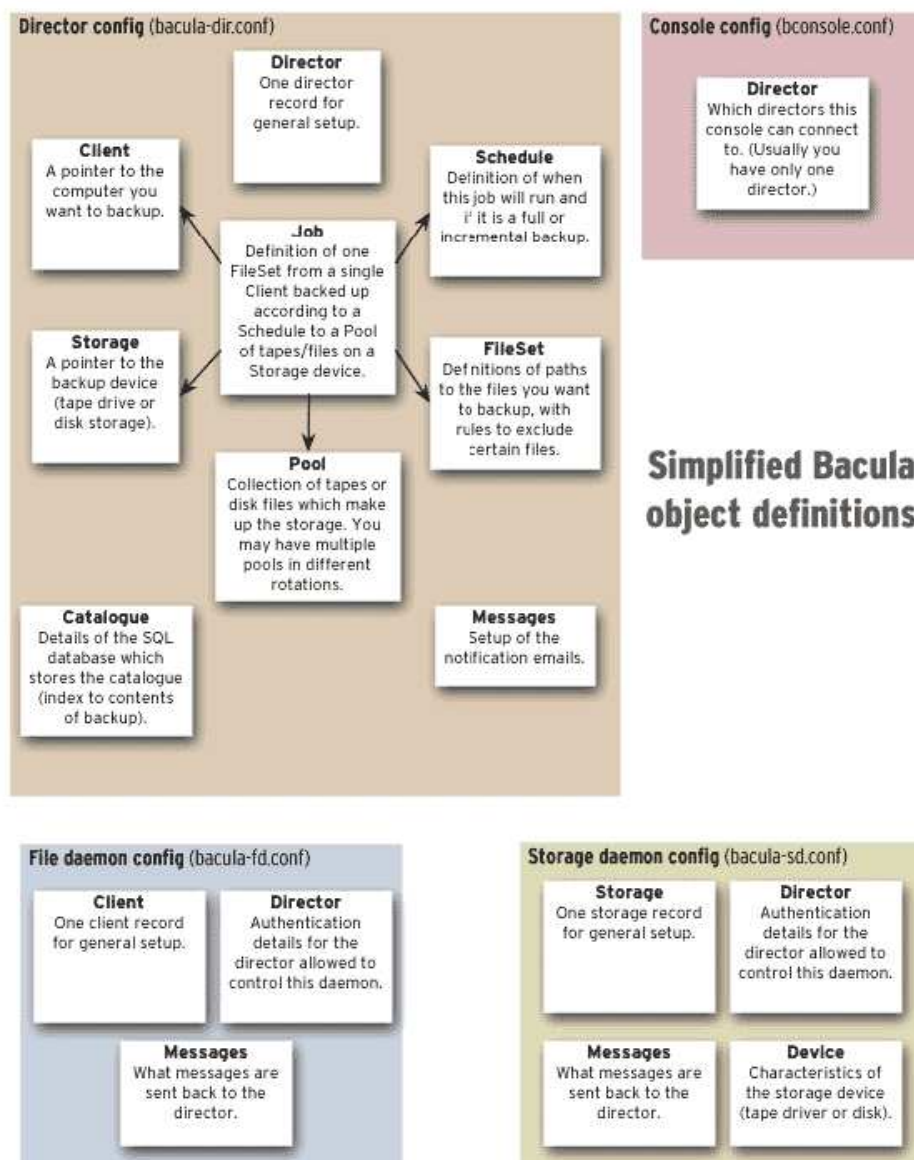 Director config (bacula-dir.conf)
Director
One director
record for
general setup.
Client
A pointer to the
computer you
want to backup.
Schedule
Definition of when
this job will run and
if it is a full or
incremental backup.
Job
Definition of one
FileSet from a single
Client backed up
according to a
Schedule to a Pool
of tapes/files on a
Storage device.
Storage
A pointer to the
backup device
(tape drive or
disk storage).
FileSet
Definitions of paths
to the files you want
to backup, with
rules to exclude
certain files.
Pool
Collection of tapes or
disk files which make
up the storage. You
may have multiple
pools in different
rotations.
Catalogue
Details of the SQL
database which
stores the catalogue
(index to contents
of backup).
Messages
Setup of the
notification emails.
Console config (bconsole.conf)
Director
Which directors this
console can connect
to. (Usually you
have only one
director.)
Simplified Bacula
object definitions
File daemon config (bacula-fd.conf)
Client
One client record
for general setup.
Director
Authentication
details for the
director allowed to
control this daemon.
Messages
What messages are
sent back to the
director.
Storage daemon config (bacula-sd.conf)
Storage
One storage record
for general setup.
Director
Authentication
details for the
director allowed to
control this daemon.
Messages
What messages are
sent back to the
director.
Device
Characteristics of
the storage device
(tape driver or disk).